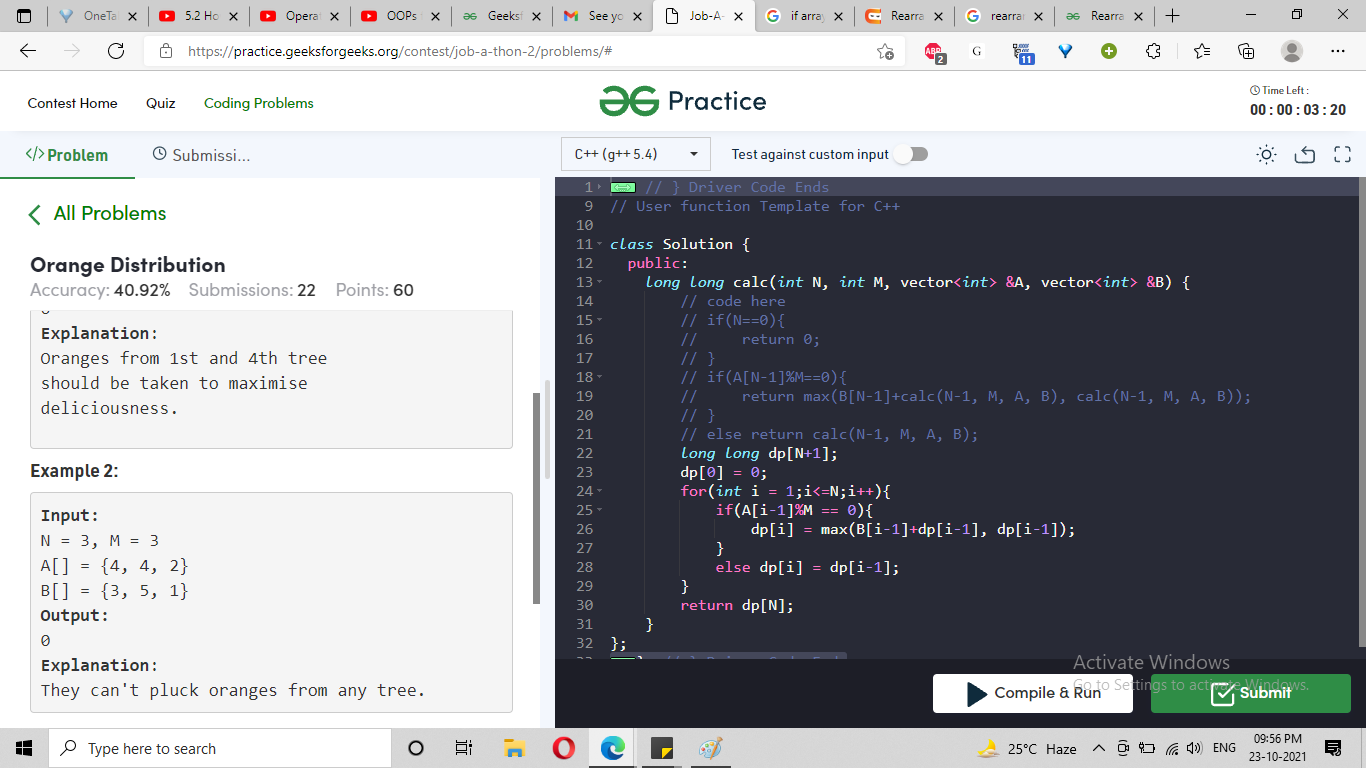 OneTa
5.2 Ho
Operat
OOPs
Geeksf
See yo
Job-A-
if array
Rearra
rearran
Rearra
https://practice.geeksforgeeks.org/contest/job-a-thon-2/problems/#
ABP
2
G
11
Contest Home
Quiz
Coding Problems
Practice
Time Left :
00 : 00 : 03 : 20
</> Problem
Submissi...
C++ (g++ 5.4)
Test against custom input
All Problems
Orange Distribution
Accuracy: 40.92% Submissions: 22 Points: 60
Explanation:
Oranges from 1st and 4th tree
should be taken to maximise
deliciousness.
Example 2:
Input:
N = 3, M = 3
A[] = {4, 4, 2}
B[] = {3, 5, 1}
Output:
0
Explanation:
They can't pluck oranges from any tree.
1 // } Driver Code Ends
9 // User function Template for C++
10
11 class Solution {
12 public:
13 long long calc(int N, int M, vector<int> &A, vector<int> &B) {
14 // code here
15 // if(N==0){
16 // return 0;
17 // }
18 // if(A[N-1]%M==0){
19 // return max(B[N-1]+calc(N-1, M, A, B), calc(N-1, M, A, B));
20 // }
21 // else return calc(N-1, M, A, B);
22 long long dp[N+1];
23 dp[0] = 0;
24 for(int i = 1;i<=N;i++){
25 if(A[i-1]%M == 0){
26 dp[i] = max(B[i-1]+dp[i-1], dp[i-1]);
27 }
28 else dp[i] = dp[i-1];
29 }
30 return dp[N];
31 }
32 };
Activate Windows
Go to Settings to activate Windows.
Compile & Run
Submit
Type here to search
25°C Haze
ENG
09:56 PM
23-10-2021